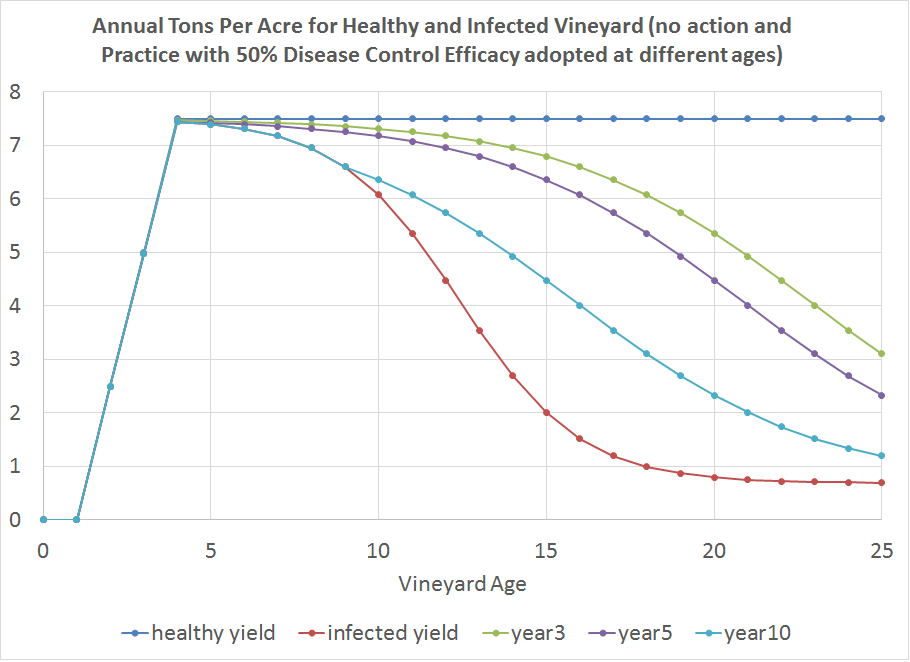 Annual Tons Per Acre for Healthy and Infected Vineyard (no action and
Practice with 50% Disease Control Efficacy adopted at different ages)
8
7
6
5
4
3
2
1
0
0 5 10 15 20 25
Vineyard Age
healthy yield infected yield year3 year5 year10